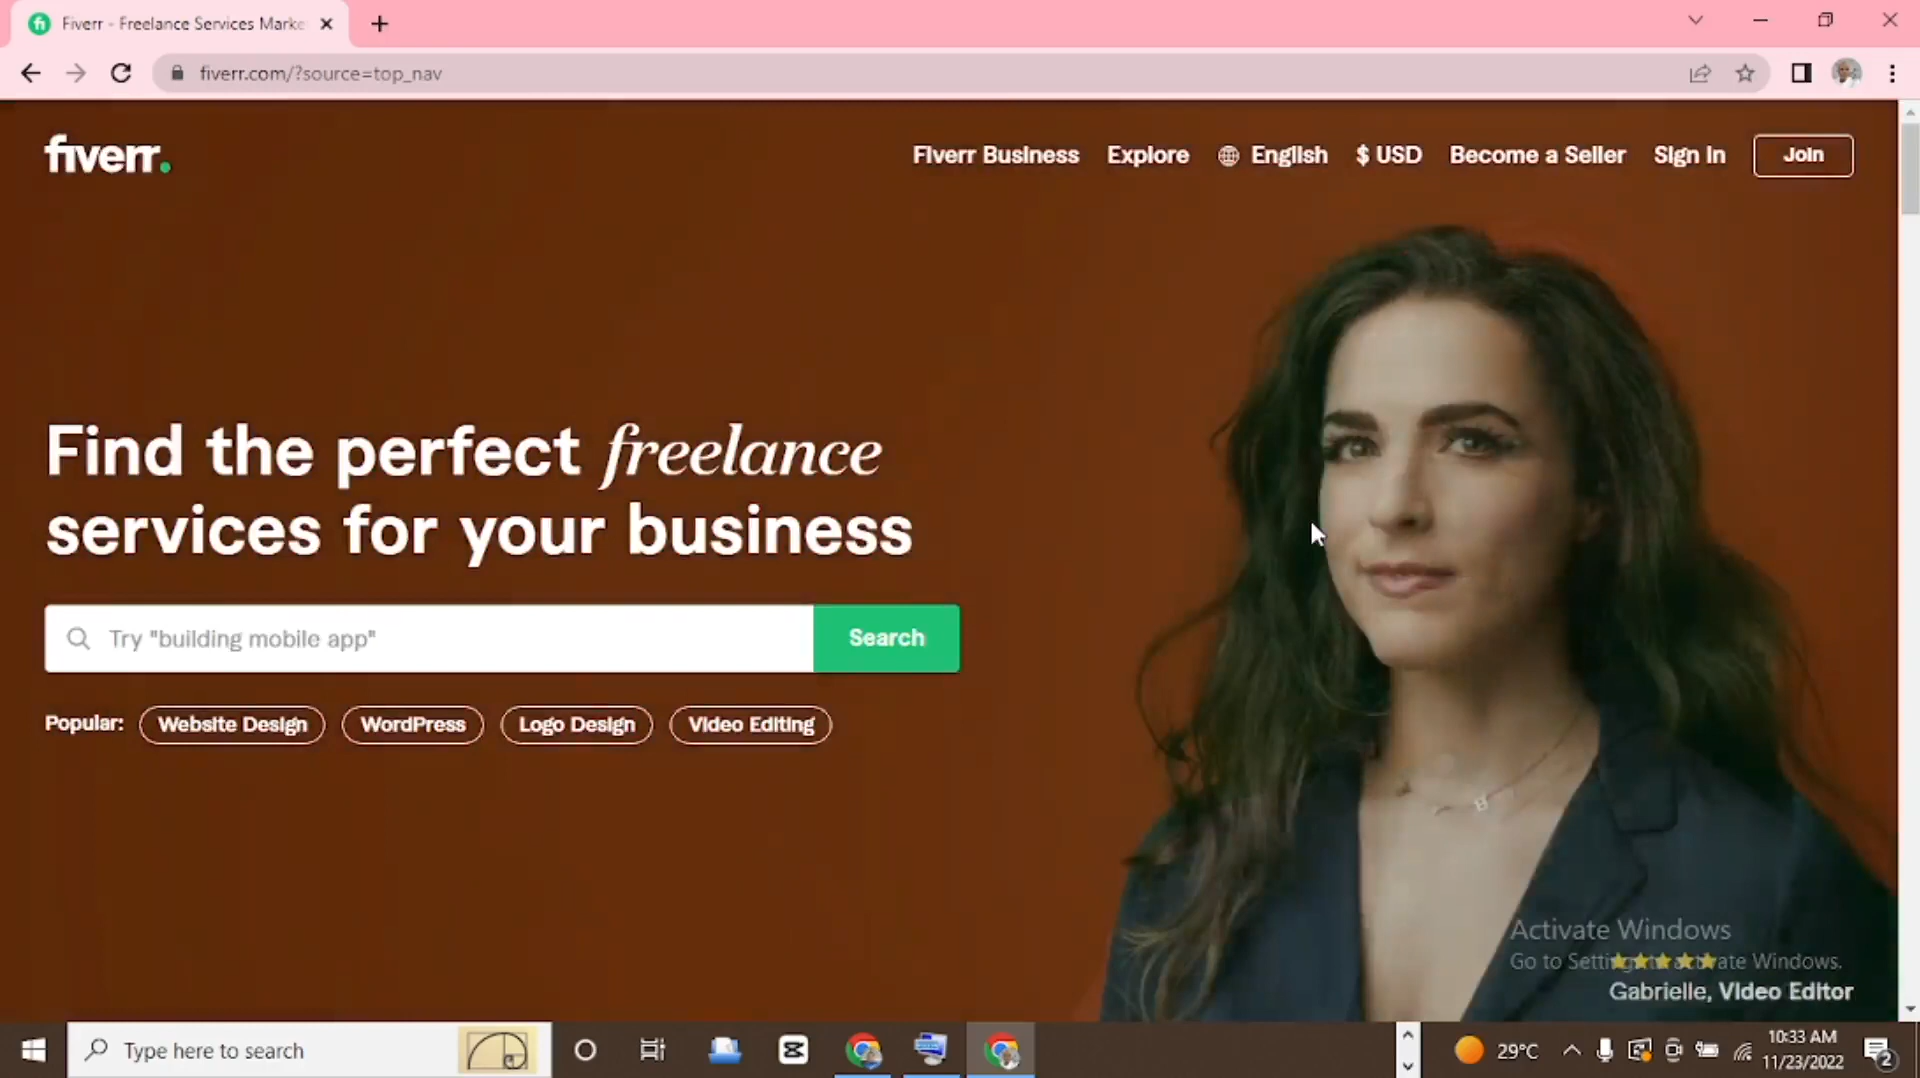 Fiverr - Freelance Services Marke
fiverr.com/?source=top_nav
fiverr.
Fiverr Business
Explore
English
$ USD
Become a Seller
Sign In
Join
Find the perfect freelance
services for your business
Try "building mobile app"
Search
Popular:
Website Design
WordPress
Logo Design
Video Editing
Activate Windows
Go to Settings to activate Windows.
Gabrielle, Video Editor
Type here to search
29°C
10:33 AM
11/23/2022
2